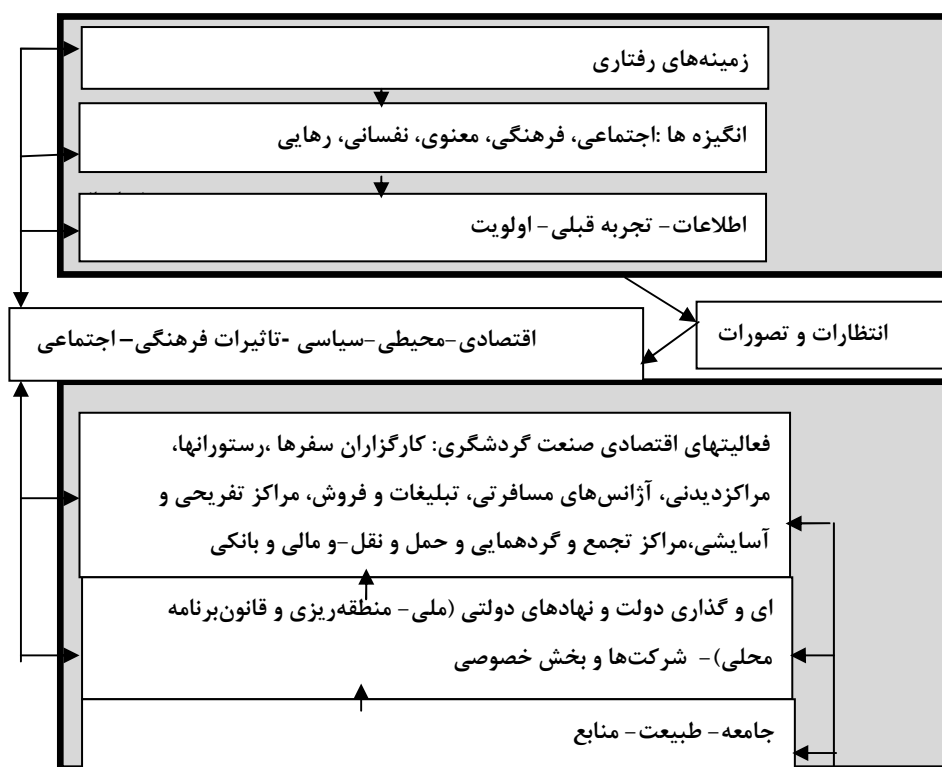 زمینه‌های رفتاری
انگیزه ها :اجتماعی، فرهنگی، معنوی، نفسانی، رهایی
اطلاعات- تجربه قبلی- اولویت
انتظارات و تصورات
اقتصادی-محیطی-سیاسی -تاثیرات فرهنگی-اجتماعی
فعالیتهای اقتصادی صنعت گردشگری: کارگزاران سفرها ،رستورانها،
مراکزدیدنی، آژانس‌های مسافرتی، تبلیغات و فروش، مراکز تفریحی و
آسایشی،مراکز تجمع و گردهمایی و حمل و نقل-و مالی و بانکی
ای و گذاری دولت و نهادهای دولتی (ملی- منطقه‌ریزی و قانون‌برنامه
محلی)- شرکت‌ها و بخش خصوصی
جامعه- طبیعت- منابع